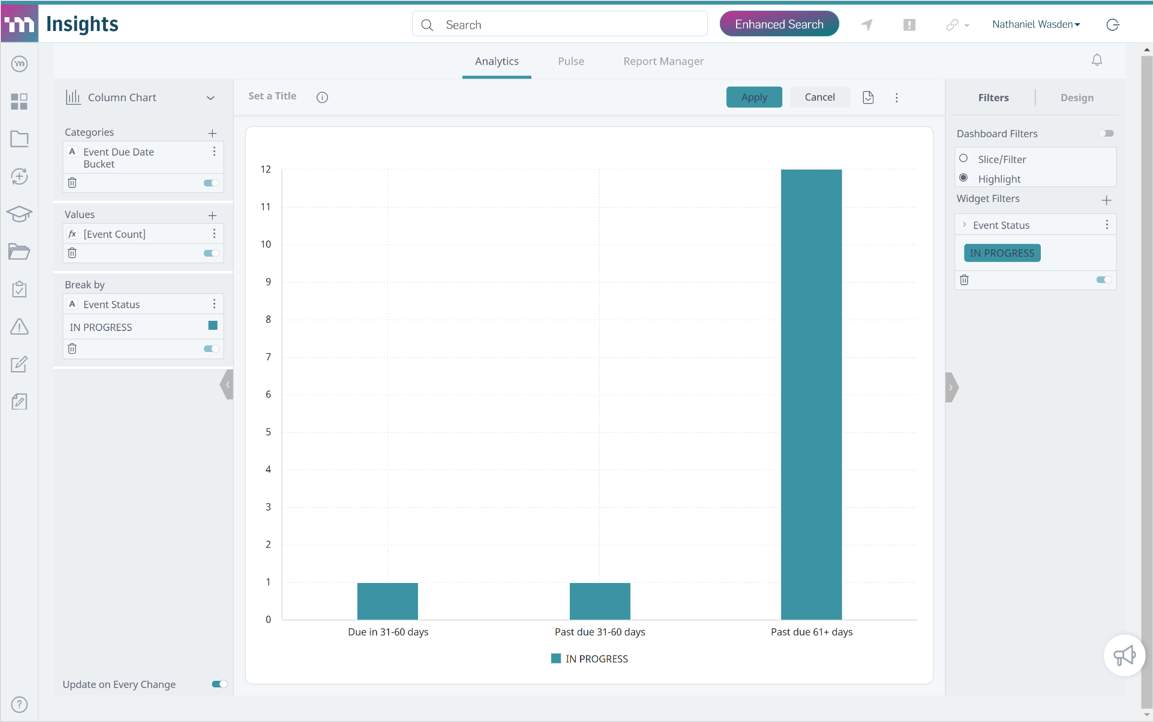 Insights
Search
Enhanced Search
Nathaniel Wasden
Analytics
Pulse
Report Manager
Column Chart
Set a Title
Apply
Cancel
Filters
Design
Categories
A Event Due Date
Bucket
Values
fx [Event Count]
Break by
A Event Status
IN PROGRESS
Update on Every Change
12
11
10
9
8
7
6
5
4
3
2
1
0
Due in 31-60 days
Past due 31-60 days
Past due 61+ days
IN PROGRESS
Dashboard Filters
Slice/Filter
Highlight
Widget Filters
Event Status
IN PROGRESS